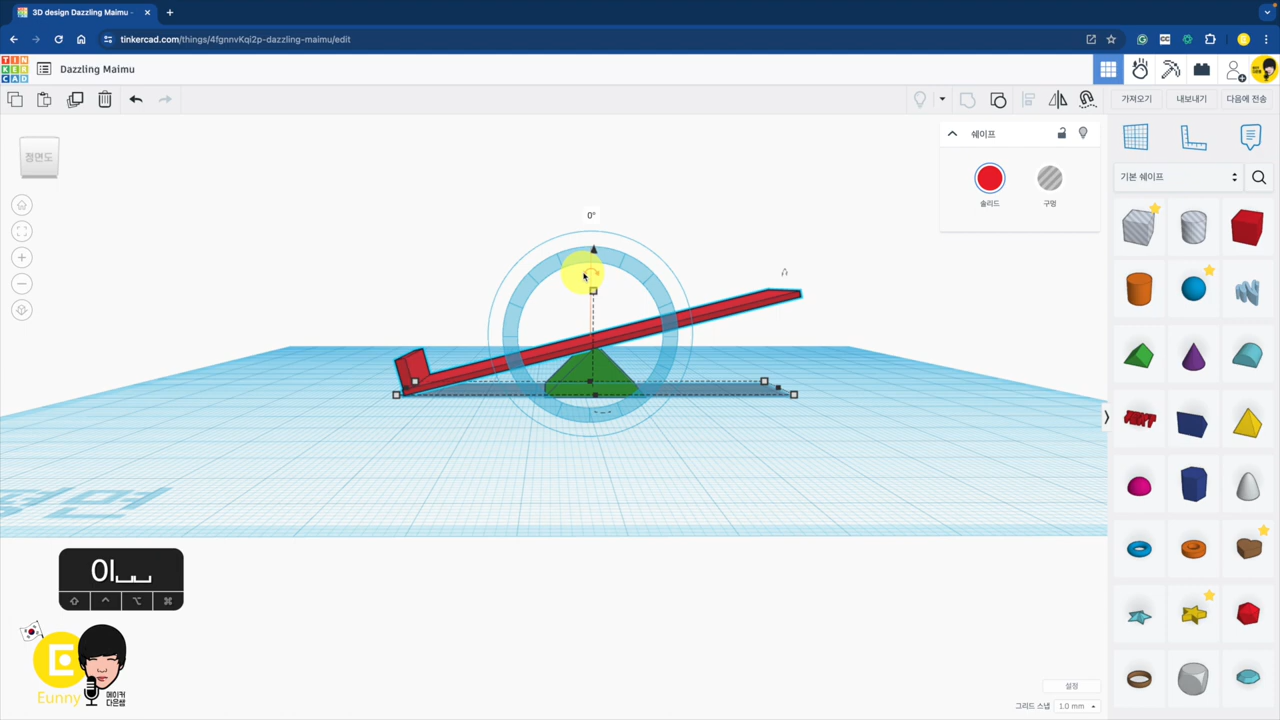 3D design Dazzling Maimu -
tinkercad.com/things/4fgnnvKqi2p-dazzling-maimu/edit
TIN
KER
CAD
Dazzling Maimu
가져오기
내보내기
다음에 전송
정면도
쉐이프
솔리드
구멍
기본 쉐이프
0°
TEXT
이␣␣
Eunny
메이커
다은쌤
설정
그리드 스냅
1.0 mm